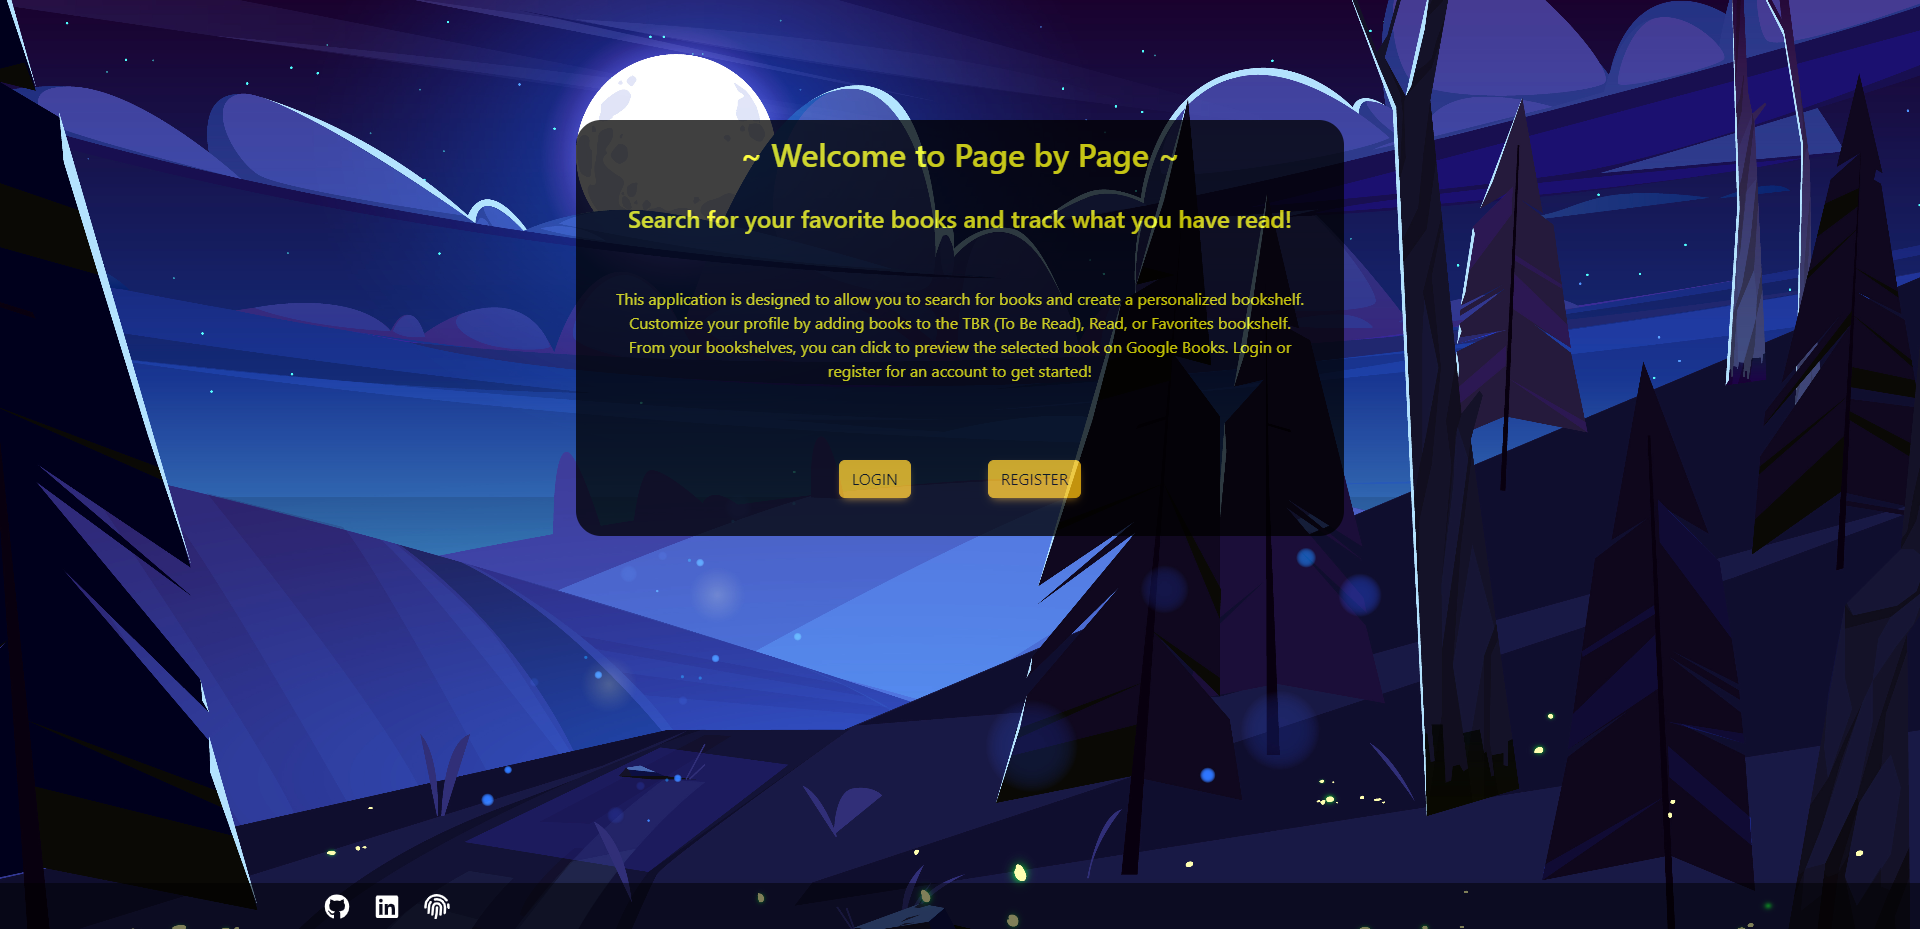 ~ Welcome to Page by Page ~
Search for your favorite books and track what you have read!
This application is designed to allow you to search for books and create a personalized bookshelf.
Customize your profile by adding books to the TBR (To Be Read), Read, or Favorites bookshelf.
From your bookshelves, you can click to preview the selected book on Google Books. Login or
register for an account to get started!
LOGIN REGISTER
in